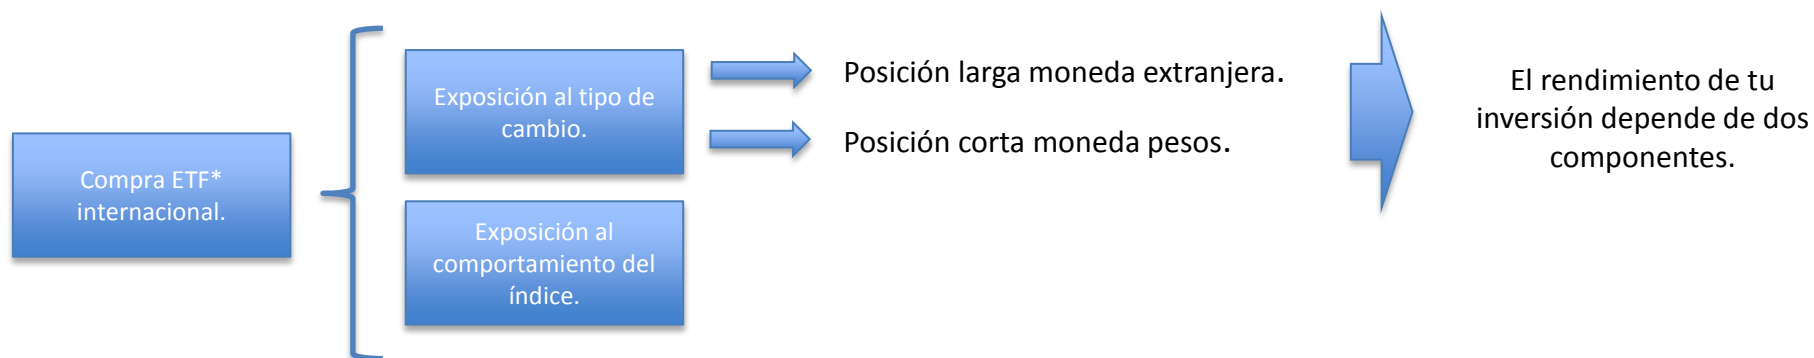 Compra ETF*
internacional.
Exposición al tipo de
cambio.
Posición larga moneda extranjera.
Posición corta moneda pesos.
Exposición al
comportamiento del
índice.
El rendimiento de tu
inversión depende de dos
componentes.